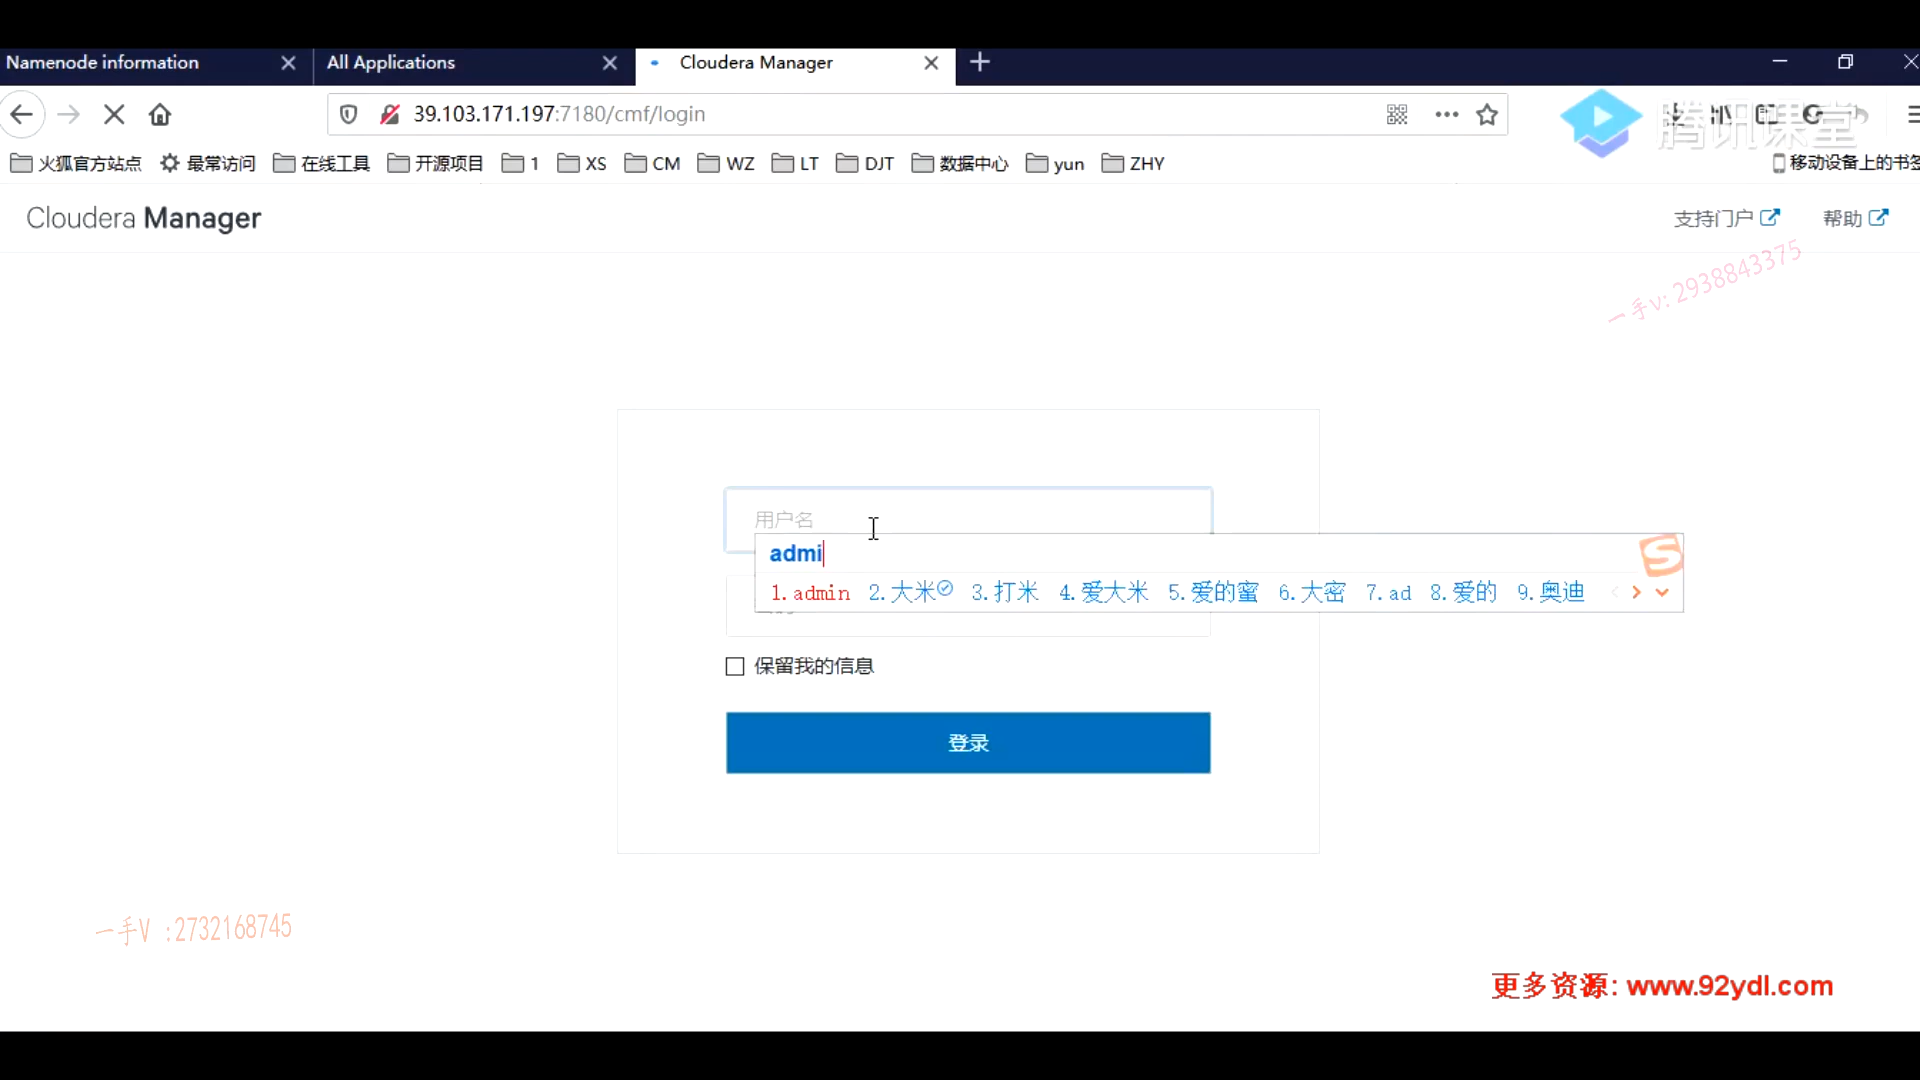 Namenode information
All Applications
Cloudera Manager
39.103.171.197:7180/cmf/login
腾讯课堂
火狐官方站点 最常访问 在线工具 开源项目 1 XS CM WZ LT DJT 数据中心 yun ZHY 移动设备上的书签
Cloudera Manager
支持门户 帮助
一手v: 2938843375
用户名
admi
1.admin 2.大米 3.打米 4.爱大米 5.爱的蜜 6.大密 7.ad 8.爱的 9.奥迪
保留我的信息
登录
一手V :2732168745
更多资源: www.92ydl.com